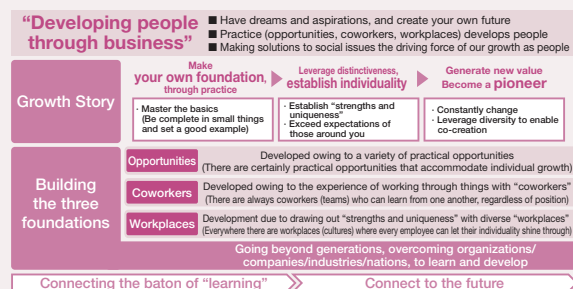 “Developing people
through business”
■ Have dreams and aspirations, and create your own future
■ Practice (opportunities, coworkers, workplaces) develops people
■ Making solutions to social issues the driving force of our growth as people
Growth Story
Make
your own foundation,
through practice
Leverage distinctiveness,
establish individuality
Generate new value
Become a pioneer
· Master the basics
(Be complete in small things
and set a good example)
· Establish “strengths and
uniqueness”
· Exceed expectations of
those around you
· Constantly change
· Leverage diversity to enable
co-creation
Building
the three
foundations
Opportunities
Developed owing to a variety of practical opportunities
(There are certainly practical opportunities that accommodate individual growth)
Coworkers
Developed owing to the experience of working through things with “coworkers”
(There are always coworkers (teams) who can learn from one another, regardless of position)
Workplaces
Development due to drawing out “strengths and uniqueness” with diverse “workplaces”
(Everywhere there are workplaces (cultures) where every employee can let their individuality shine through)
Going beyond generations, overcoming organizations/
companies/industries/nations, to learn and develop
Connecting the baton of “learning”
Connect to the future